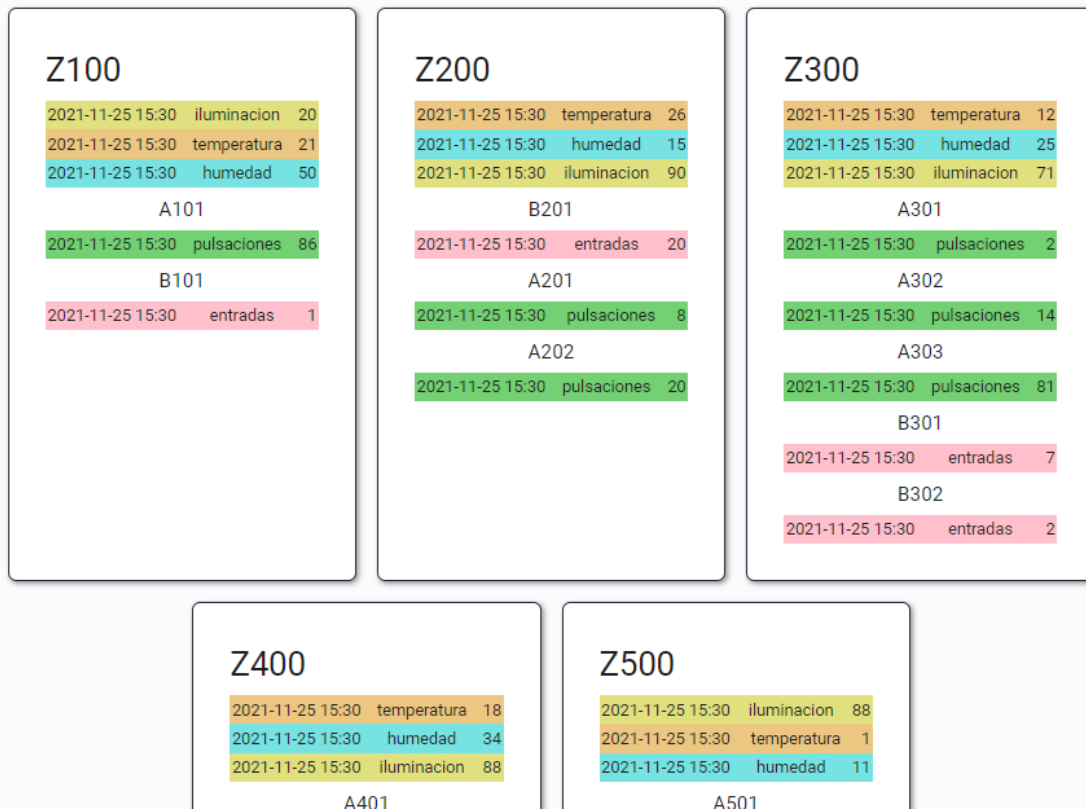 Z100
2021-11-25 15:30 iluminacion 20
2021-11-25 15:30 temperatura 21
2021-11-25 15:30 humedad 50
A101
2021-11-25 15:30 pulsaciones 86
B101
2021-11-25 15:30 entradas 1
Z200
2021-11-25 15:30 temperatura 26
2021-11-25 15:30 humedad 15
2021-11-25 15:30 iluminacion 90
B201
2021-11-25 15:30 entradas 20
A201
2021-11-25 15:30 pulsaciones 8
A202
2021-11-25 15:30 pulsaciones 20
Z300
2021-11-25 15:30 temperatura 12
2021-11-25 15:30 humedad 25
2021-11-25 15:30 iluminacion 71
A301
2021-11-25 15:30 pulsaciones 2
A302
2021-11-25 15:30 pulsaciones 14
A303
2021-11-25 15:30 pulsaciones 81
B301
2021-11-25 15:30 entradas 7
B302
2021-11-25 15:30 entradas 2
Z400
2021-11-25 15:30 temperatura 18
2021-11-25 15:30 humedad 34
2021-11-25 15:30 iluminacion 88
A401
Z500
2021-11-25 15:30 iluminacion 88
2021-11-25 15:30 temperatura 1
2021-11-25 15:30 humedad 11
A501